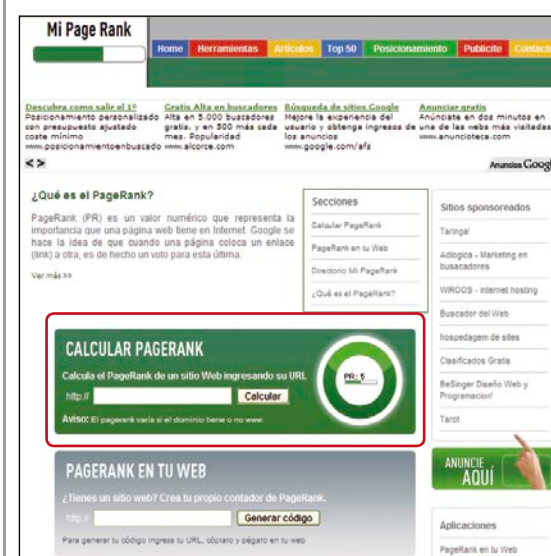 Mi Page Rank
Home Herramientas Artículos Top 50 Posicionamiento Publicite Contacto
Descubra como salir el 1º
Posicionamiento personalizado
con presupuesto ajustado
coste mínimo
www.posicionamientoenbuscado
Gratis Alta en buscadores
Alta en 5.000 buscadores
gratis, y en 500 más cada
mes. Popularidad
www.alcorce.com
Búsqueda de sitios Google
Mejore la experiencia del
usuario y obtenga ingresos de
los anuncios
www.google.com/afs
Anunciar gratis
Anúnciate en dos minutos en
una de las webs más visitadas
www.anuncioteca.com
< >
Anuncios Goog
¿Qué es el PageRank?
PageRank (PR) es un valor numérico que representa la
importancia que una página web tiene en Internet. Google se
hace la idea de que cuando una página coloca un enlace
(link) a otra, es de hecho un voto para esta última.
Ver más >>
Secciones
Calcular PageRank
PageRank en tu Web
Directorio Mi PageRank
¿Qué es el PageRank?
Sitios sponsoreados
Taringa!
Adlogica - Marketing en
busacadores
WIROOS - internet hosting
Buscador del Web
hospedagem de sites
Clasificados Gratis
BeSinger Diseño Web y
Programacion!
Tarot
CALCULAR PAGERANK
Calcula el PageRank de un sitio Web ingresando su URL
http:// Calcular
Aviso: El pagerank varía si el dominio tiene o no www.
PR: 5
PAGERANK EN TU WEB
¿Tienes un sitio web? Crea tu propio contador de PageRank.
http:// Generar código
Para generar tu código ingresa tu URL, cópialo y pégalo en tu web
ANUNCIE
AQUÍ
Aplicaciones
PageRank en tu Web